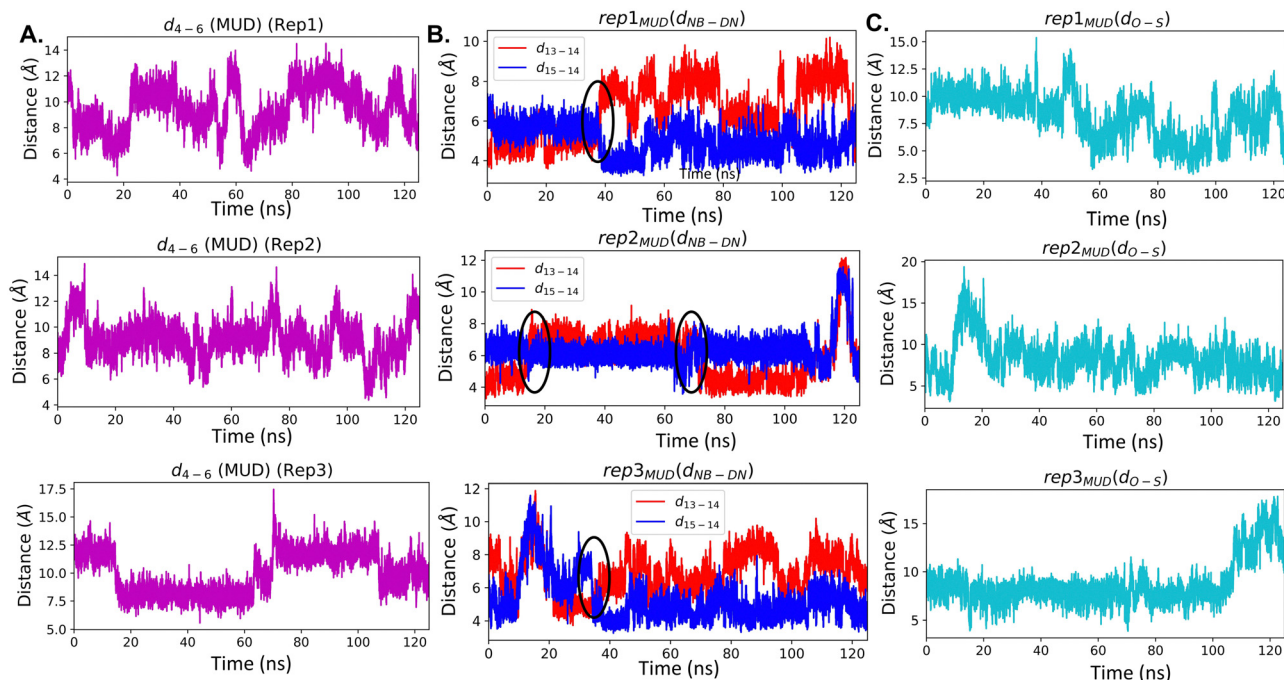 A.
d4−6 (MUD) (Rep1)
Distance (Å)
14
12
10
8
6
4
0 20 40 60 80 100 120
Time (ns)
B.
rep1MUD(dNB−DN)
d13−14
d15−14
Distance (Å)
10
8
6
4
Time (ns)
0 20 40 60 80 100 120
Time (ns)
C.
rep1MUD(dO−S)
Distance (Å)
15.0
12.5
10.0
7.5
5.0
2.5
0 20 40 60 80 100 120
Time (ns)
d4−6 (MUD) (Rep2)
Distance (Å)
14
12
10
8
6
4
0 20 40 60 80 100 120
Time (ns)
rep2MUD(dNB−DN)
d13−14
d15−14
Distance (Å)
12
10
8
6
4
0 20 40 60 80 100 120
Time (ns)
rep2MUD(dO−S)
Distance (Å)
20
15
10
5
0 20 40 60 80 100 120
Time (ns)
d4−6 (MUD) (Rep3)
Distance (Å)
17.5
15.0
12.5
10.0
7.5
5.0
0 20 40 60 80 100 120
Time (ns)
rep3MUD(dNB−DN)
d13−14
d15−14
Distance (Å)
12
10
8
6
4
0 20 40 60 80 100 120
Time (ns)
rep3MUD(dO−S)
Distance (Å)
15
10
5
0 20 40 60 80 100 120
Time (ns)